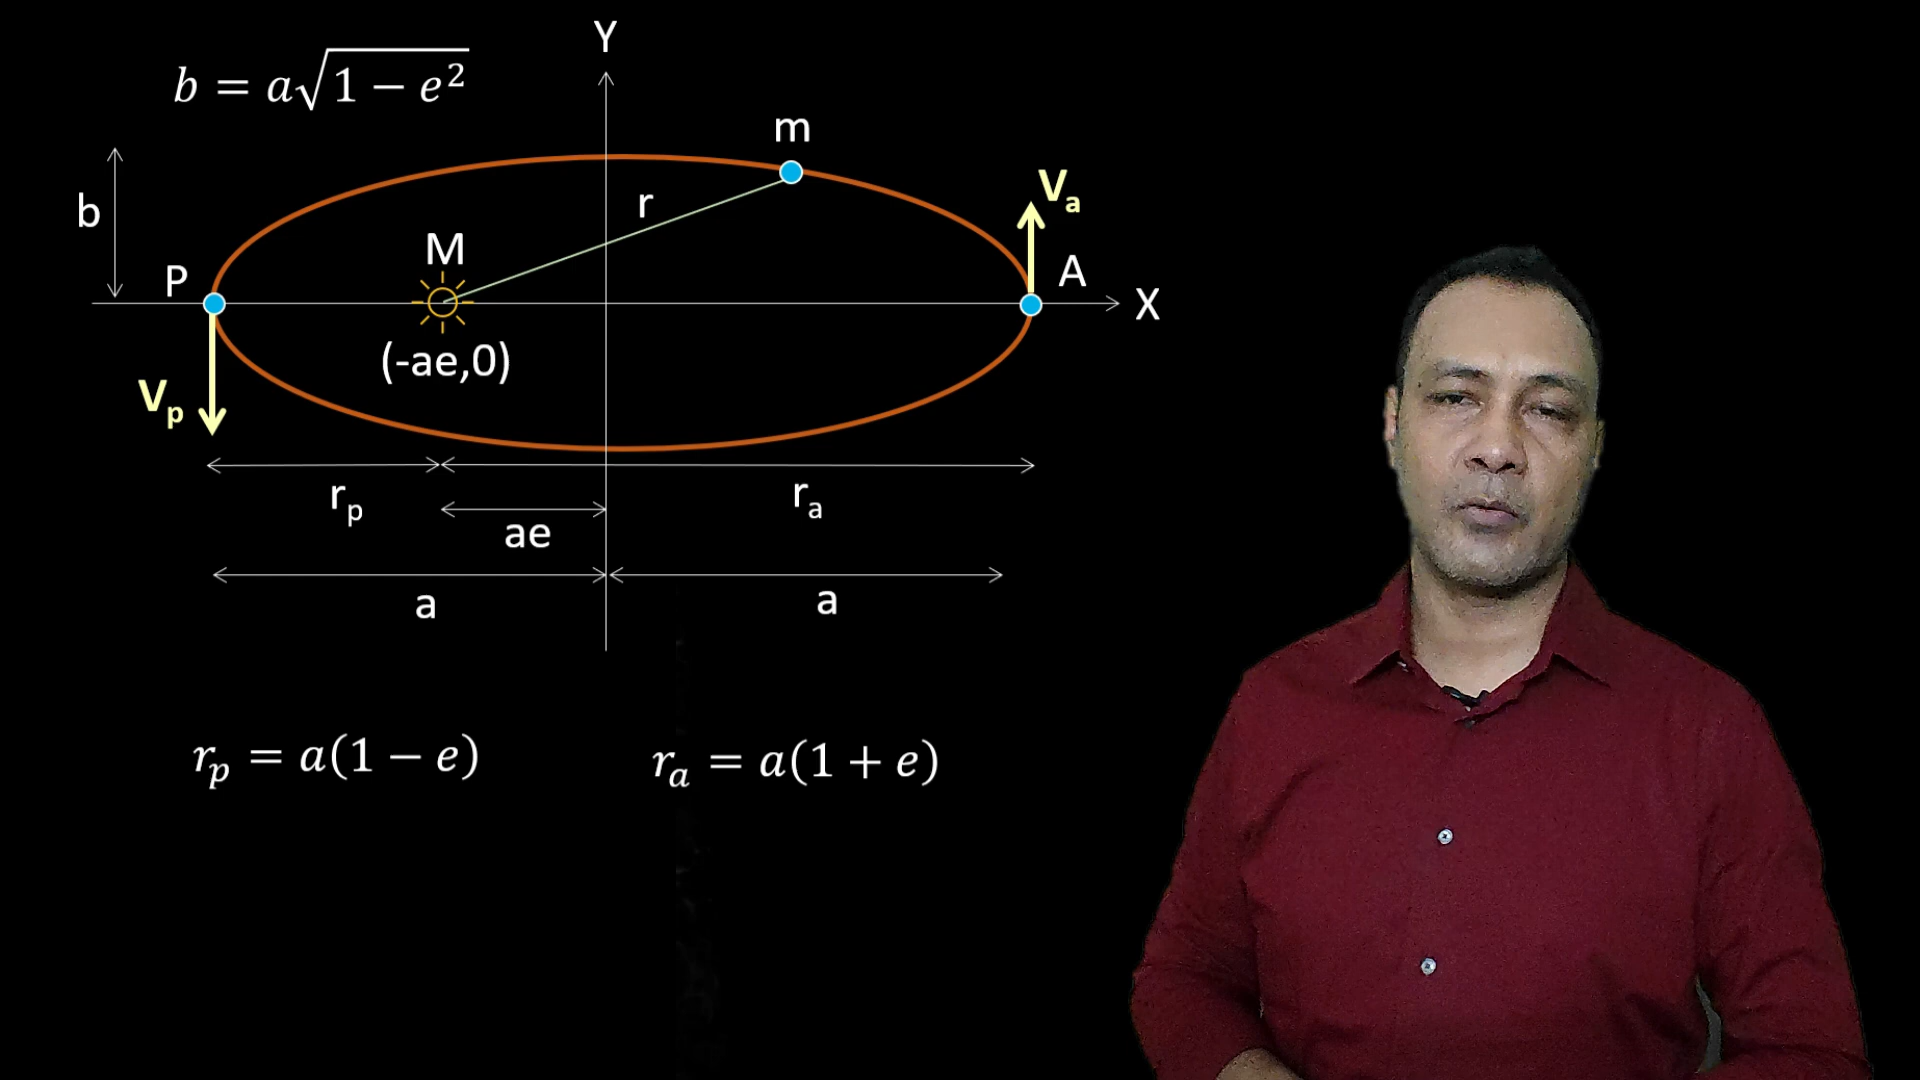 Y
b = a√1 − e²
m
Vₐ
r
b
M
P
A
X
(-ae,0)
Vₚ
rₚ
rₐ
ae
a
a
rₚ = a(1 − e)
rₐ = a(1 + e)